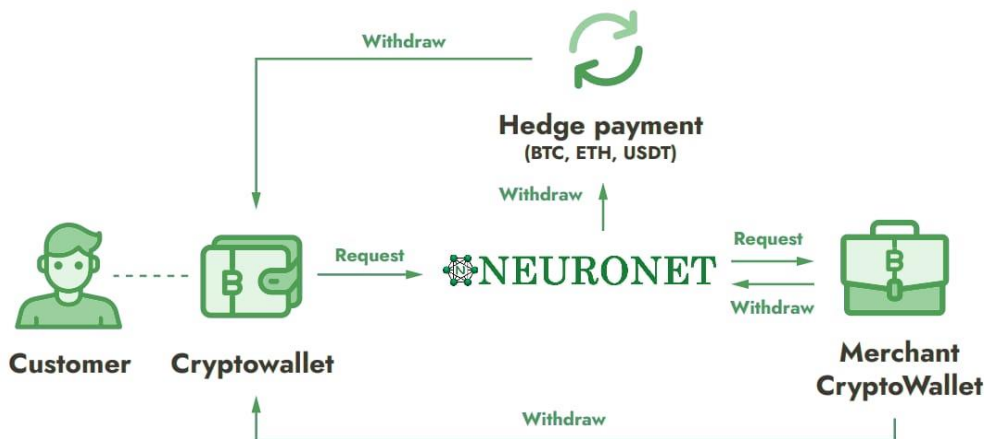 Withdraw
Hedge payment
(BTC, ETH, USDT)
Withdraw
Request
N NEURONET
Request
Withdraw
B
B
Customer
Cryptowallet
Merchant
CryptoWallet
Withdraw